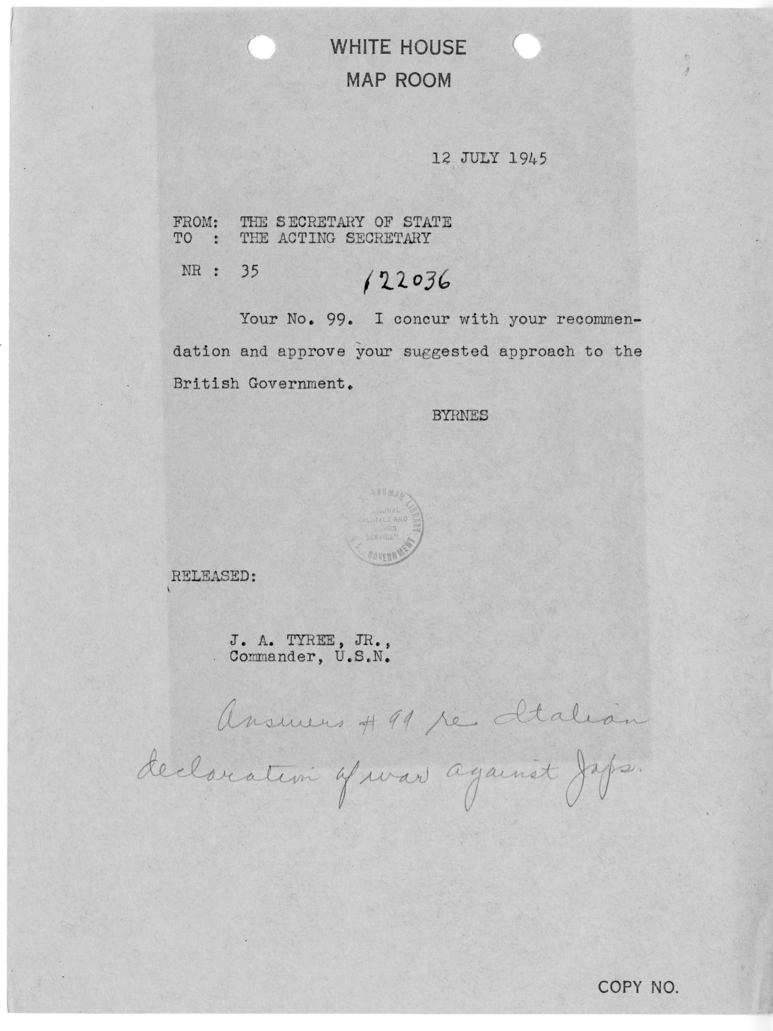 WHITE HOUSE
MAP ROOM
12 JULY 1945
FROM: THE SECRETARY OF STATE
TO : THE ACTING SECRETARY
NR : 35
122036
Your No. 99. I concur with your recommen-
dation and approve your suggested approach to the
British Government.
BYRNES
LIBRARY
GOVERNMENT
RELEASED:
J. A. TYREE, JR.,
Commander, U.S.N.
Answers # 99 re Italian
declaration of war against Japs.
COPY NO.